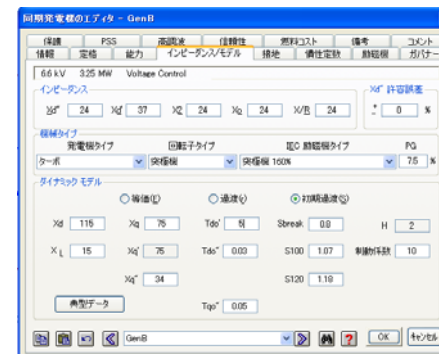 同期発電機のエディタ - GenB
保護 PSS 高調波 信頼性 燃料コスト 備考 コメント
情報 定格 能力 インピーダンス/モデル 接地 慣性定数 励磁機 ガバナー
6.6 kV 3.25 MW Voltage Control
インピーダンス
Xd" 24 Xd' 37 X2 24 X0 24 X/R 24
Xd" 許容誤差
± 0 %
機械タイプ
発電機タイプ 回転子タイプ IEC 励磁機タイプ PG
ターボ 突極機 突極機 160% 7.5 %
ダイナミック モデル
等価(E) 過渡(r) 初期過渡(S)
Xd 115 Xq 75 Tdo' 5 Sbreak 0.8 H 2
XL 15 Xq' 75 Tdo" 0.03 S100 1.07 制動係数 10
Xq" 34 S120 1.18
典型データ Tqo" 0.05
GenB OK キャンセル